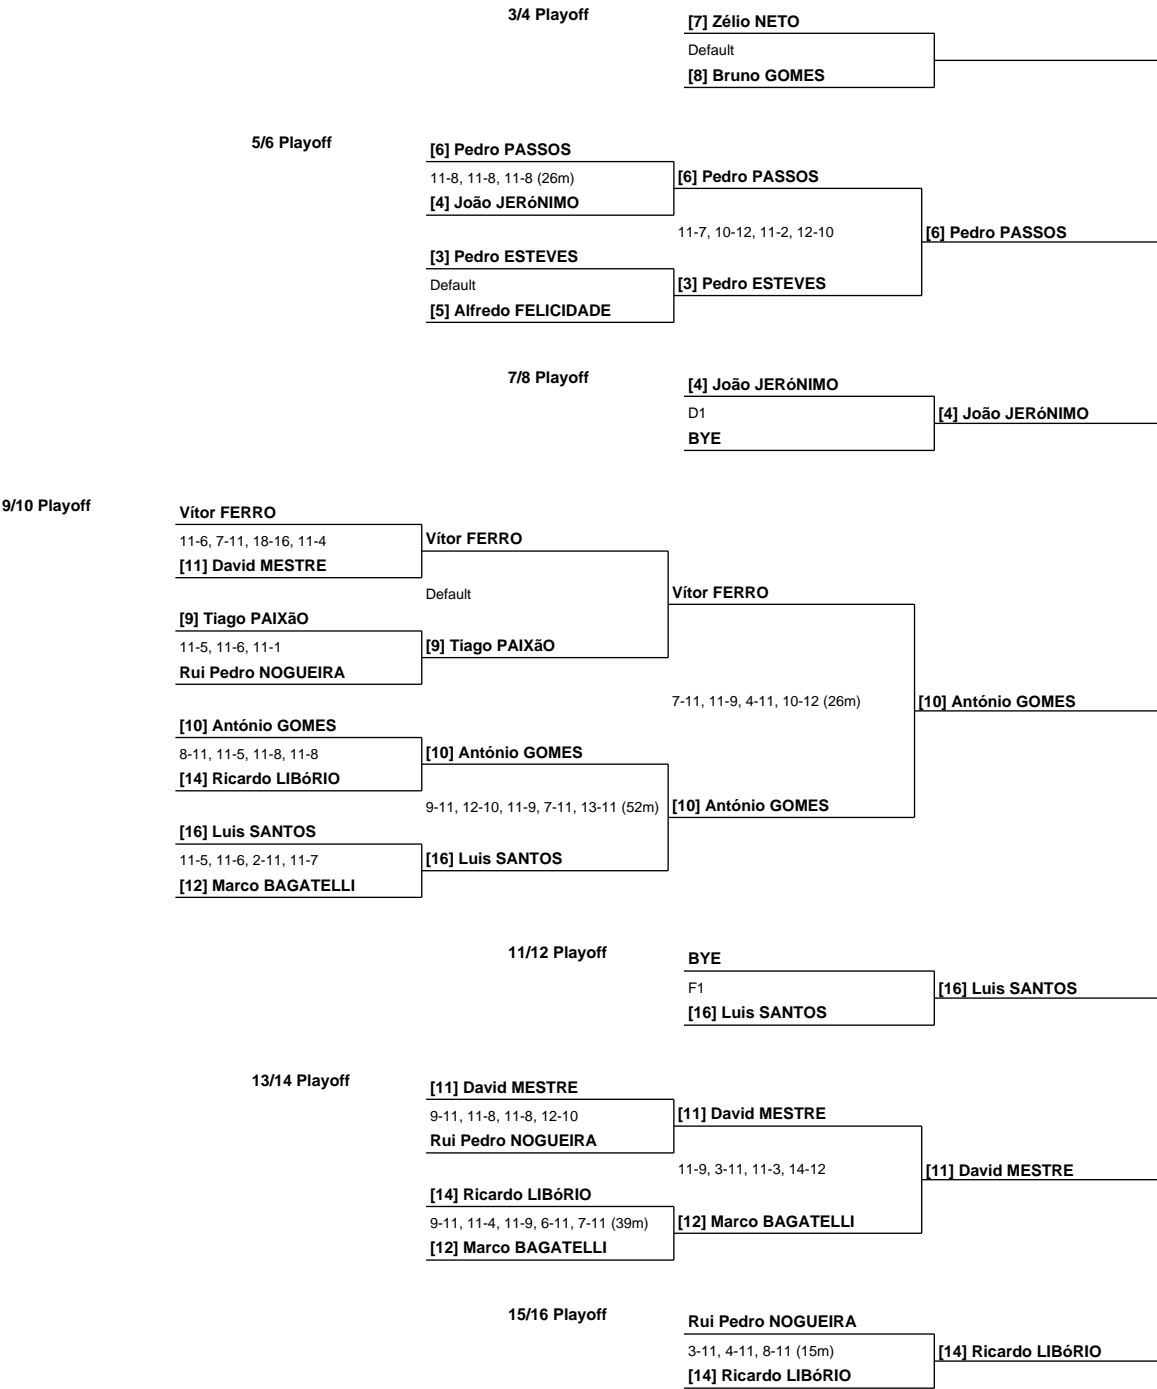 3/4 Playoff
[7] Zélio NETO
Default
[8] Bruno GOMES
5/6 Playoff
[6] Pedro PASSOS
11-8, 11-8, 11-8 (26m)
[6] Pedro PASSOS
[4] João JERóNIMO
11-7, 10-12, 11-2, 12-10
[6] Pedro PASSOS
[3] Pedro ESTEVES
Default
[3] Pedro ESTEVES
[5] Alfredo FELICIDADE
7/8 Playoff
[4] João JERóNIMO
D1
[4] João JERóNIMO
BYE
9/10 Playoff
Vítor FERRO
11-6, 7-11, 18-16, 11-4
Vítor FERRO
[11] David MESTRE
Default
Vítor FERRO
[9] Tiago PAIXãO
11-5, 11-6, 11-1
[9] Tiago PAIXãO
Rui Pedro NOGUEIRA
7-11, 11-9, 4-11, 10-12 (26m)
[10] António GOMES
[10] António GOMES
8-11, 11-5, 11-8, 11-8
[10] António GOMES
[14] Ricardo LIBóRIO
9-11, 12-10, 11-9, 7-11, 13-11 (52m)
[10] António GOMES
[16] Luis SANTOS
11-5, 11-6, 2-11, 11-7
[16] Luis SANTOS
[12] Marco BAGATELLI
11/12 Playoff
BYE
F1
[16] Luis SANTOS
[16] Luis SANTOS
13/14 Playoff
[11] David MESTRE
9-11, 11-8, 11-8, 12-10
[11] David MESTRE
Rui Pedro NOGUEIRA
11-9, 3-11, 11-3, 14-12
[11] David MESTRE
[14] Ricardo LIBóRIO
9-11, 11-4, 11-9, 6-11, 7-11 (39m)
[12] Marco BAGATELLI
[12] Marco BAGATELLI
15/16 Playoff
Rui Pedro NOGUEIRA
3-11, 4-11, 8-11 (15m)
[14] Ricardo LIBóRIO
[14] Ricardo LIBóRIO